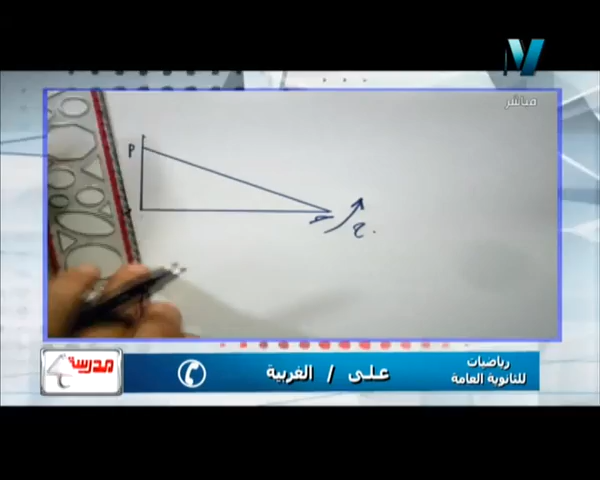 مباشر
م
ح
مدرسة
على / الغربية
رياضيات
للثانوية العامة